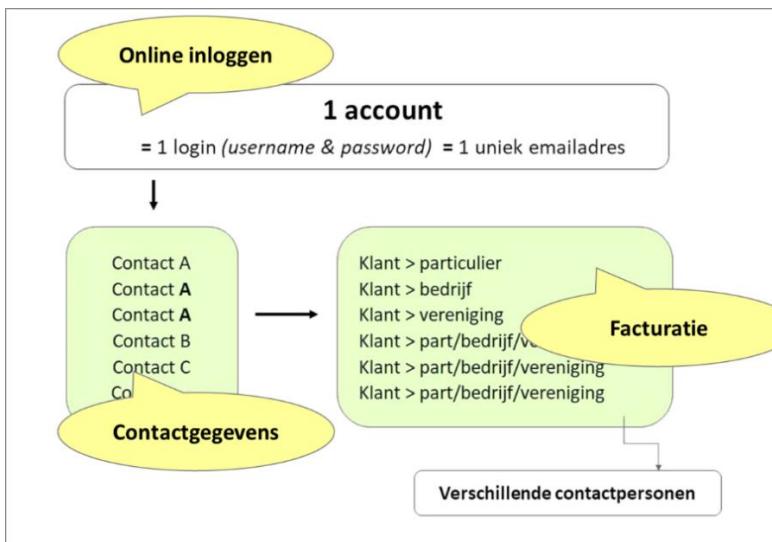 Online inloggen
1 account
= 1 login (username & password) = 1 uniek emailadres
Contact A
Contact A
Contact A
Contact B
Contact C
Contactgegevens
Klant > particulier
Klant > bedrijf
Klant > vereniging
Klant > part/bedrijf/
Klant > part/bedrijf/vereniging
Klant > part/bedrijf/vereniging
Facturatie
Verschillende contactpersonen